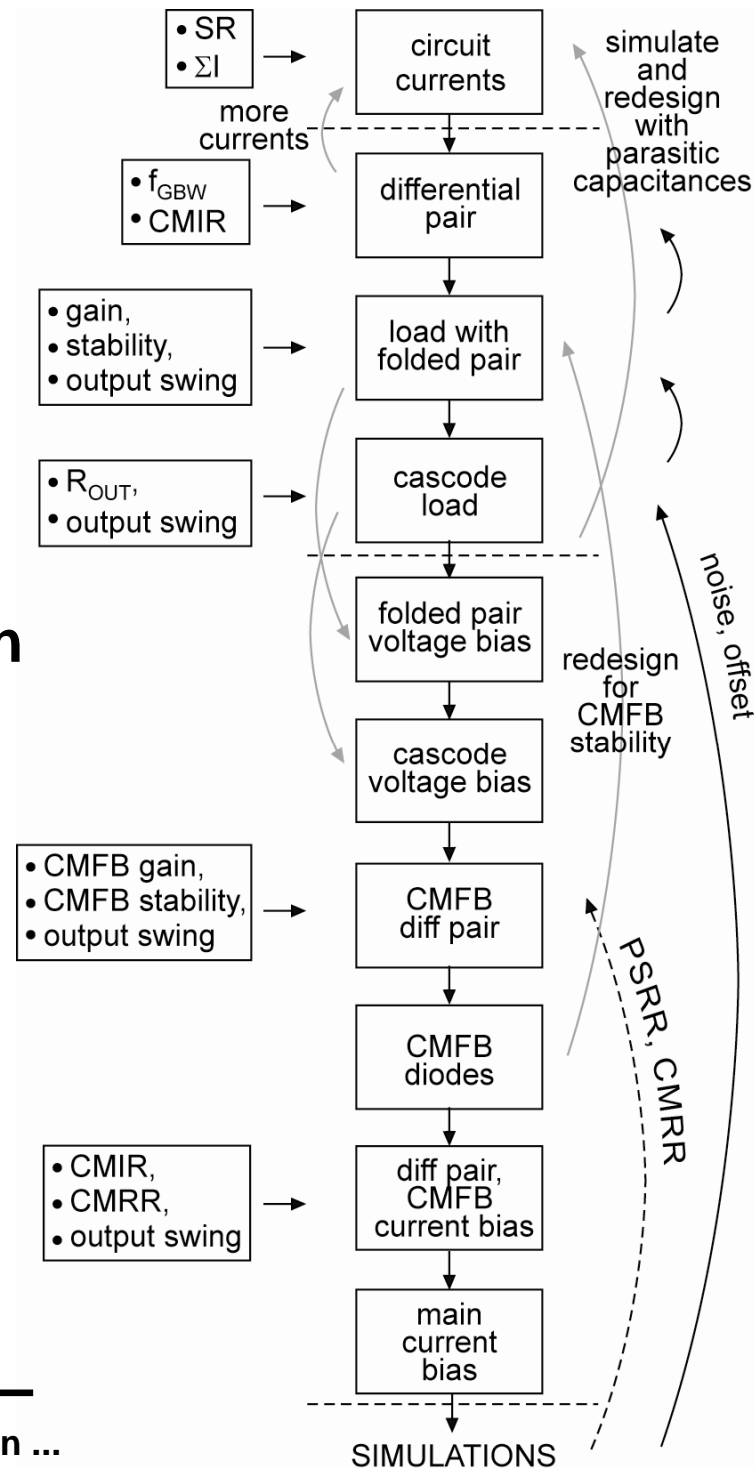 • SR
• ΣI
circuit
currents
simulate
and
redesign
with
parasitic
capacitances
more
currents
• fGBW
• CMIR
differential
pair
• gain,
• stability,
• output swing
load with
folded pair
• ROUT,
• output swing
cascode
load
noise, offset
folded pair
voltage bias
n
redesign
for
CMFB
stability
cascode
voltage bias
• CMFB gain,
• CMFB stability,
• output swing
CMFB
diff pair
PSRR, CMRR
CMFB
diodes
• CMIR,
• CMRR,
• output swing
diff pair,
CMFB
current bias
main
current
bias
n ...
SIMULATIONS